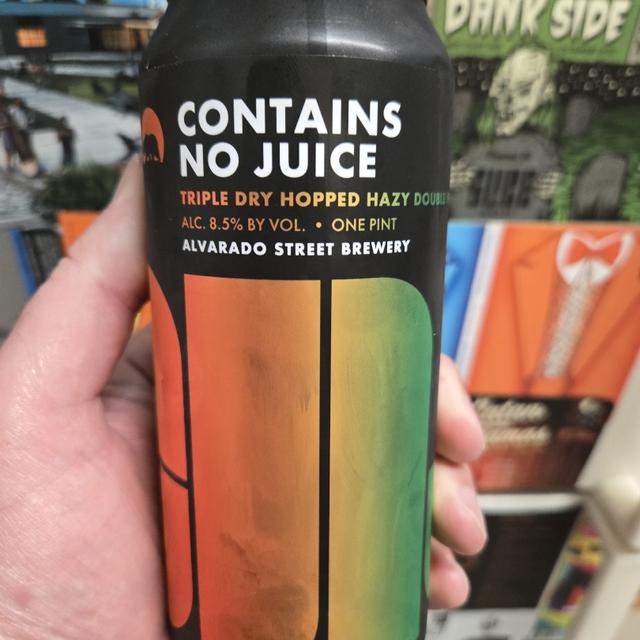 DANK SIDE
CONTAINS
NO JUICE
TRIPLE DRY HOPPED HAZY DOUBLE
ALC. 8.5% BY VOL. • ONE PINT
ALVARADO STREET BREWERY